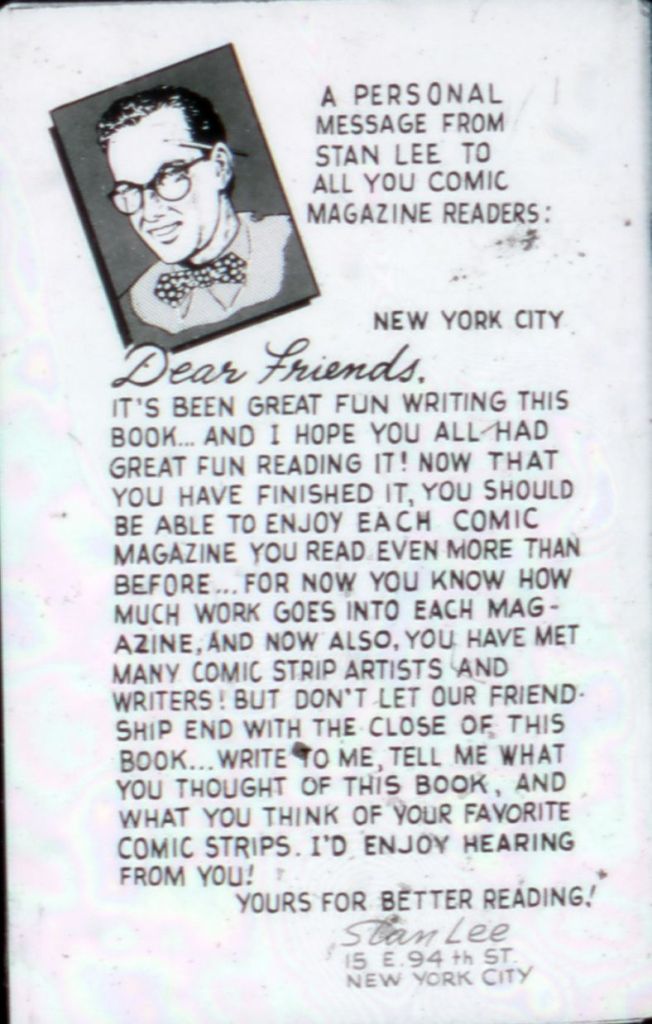 A PERSONAL
MESSAGE FROM
STAN LEE TO
ALL YOU COMIC
MAGAZINE READERS:
NEW YORK CITY
Dear Friends,
IT'S BEEN GREAT FUN WRITING THIS
BOOK... AND I HOPE YOU ALL HAD
GREAT FUN READING IT! NOW THAT
YOU HAVE FINISHED IT, YOU SHOULD
BE ABLE TO ENJOY EACH COMIC
MAGAZINE YOU READ EVEN MORE THAN
BEFORE... FOR NOW YOU KNOW HOW
MUCH WORK GOES INTO EACH MAG-
AZINE, AND NOW ALSO, YOU HAVE MET
MANY COMIC STRIP ARTISTS AND
WRITERS! BUT DON'T LET OUR FRIEND-
SHIP END WITH THE CLOSE OF THIS
BOOK... WRITE TO ME, TELL ME WHAT
YOU THOUGHT OF THIS BOOK, AND
WHAT YOU THINK OF YOUR FAVORITE
COMIC STRIPS. I'D ENJOY HEARING
FROM YOU!
YOURS FOR BETTER READING!
Stan Lee
15 E. 94 th ST.
NEW YORK CITY